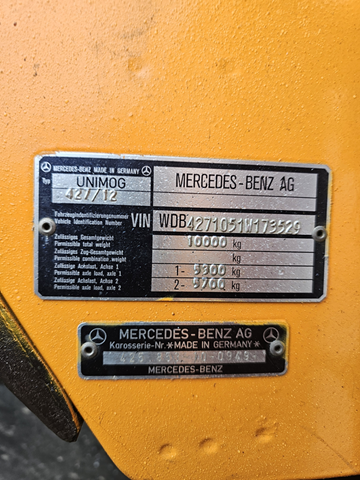 MERCEDES-BENZ MADE IN GERMANY
MERCEDES-BENZ AG
Typ UNIMOG
427/12
Fahrzeugidentifizierungsnummer
Vehicle Identification Number
VIN WDB4271051W173529
Zulässiges Gesamtgewicht
Permissible total weight
10000 kg
Zulässiges Zug-Gesamtgewicht
Permissible combination weight
kg
Zulässige Achslast, Achse 1
Permissible axle load, axle 1
1- 5300 kg
Zulässige Achslast, Achse 2
Permissible axle load, axle 2
2- 5700 kg
MERCEDES-BENZ AG
Karosserie-Nr.*MADE IN GERMANY*
MERCEDES-BENZ